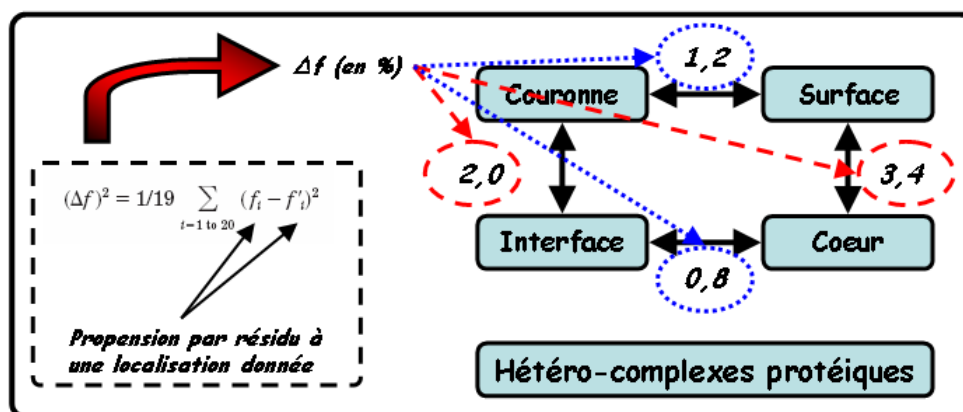 Δf (en %)
1,2
Couronne
Surface
2,0
3,4
(Δf)² = 1/19 ∑ (fᵢ − f'ᵢ)²
i=1 to 20
Interface
Coeur
0,8
Propension par résidu à
une localisation donnée
Hétéro-complexes protéiques